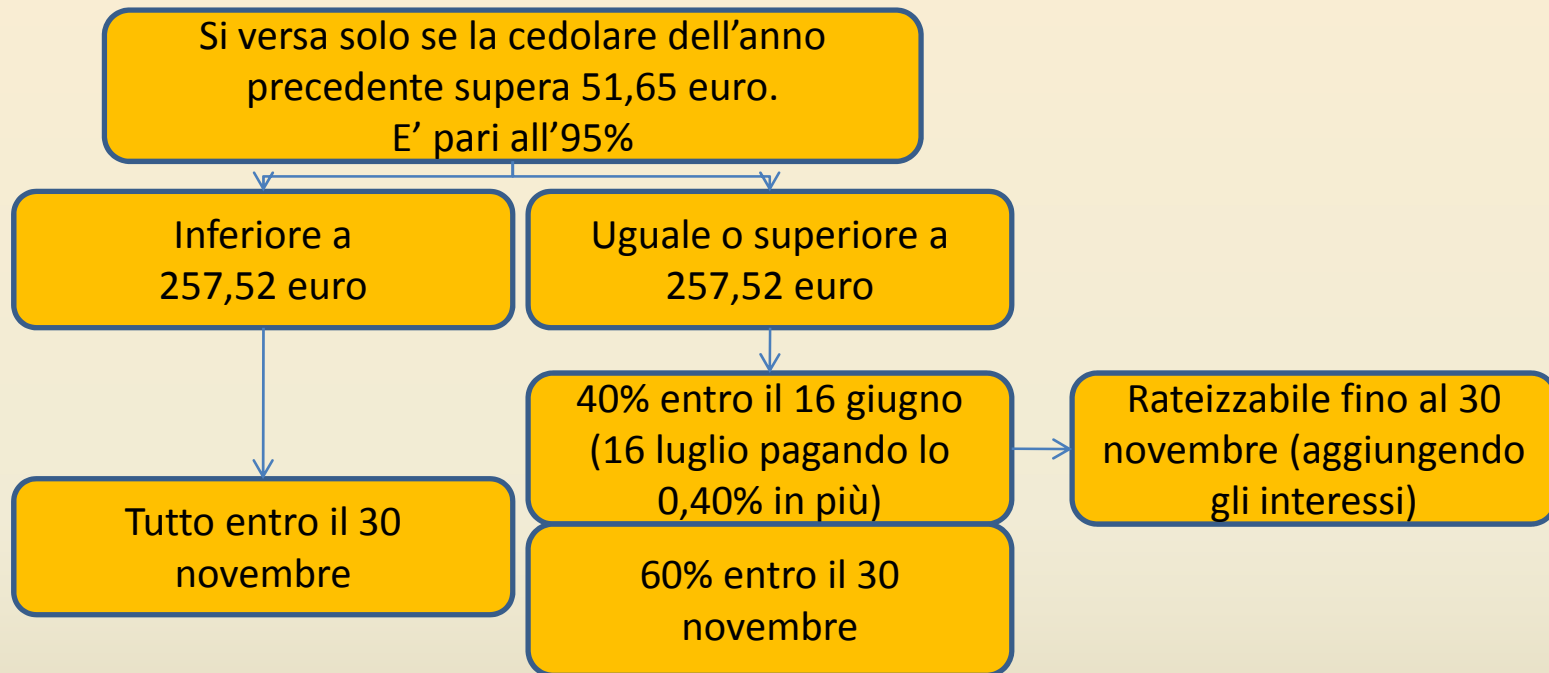 Si versa solo se la cedolare dell’anno
precedente supera 51,65 euro.
E’ pari all’95%
Inferiore a
257,52 euro
Uguale o superiore a
257,52 euro
40% entro il 16 giugno
(16 luglio pagando lo
0,40% in più)
Rateizzabile fino al 30
novembre (aggiungendo
gli interessi)
Tutto entro il 30
novembre
60% entro il 30
novembre